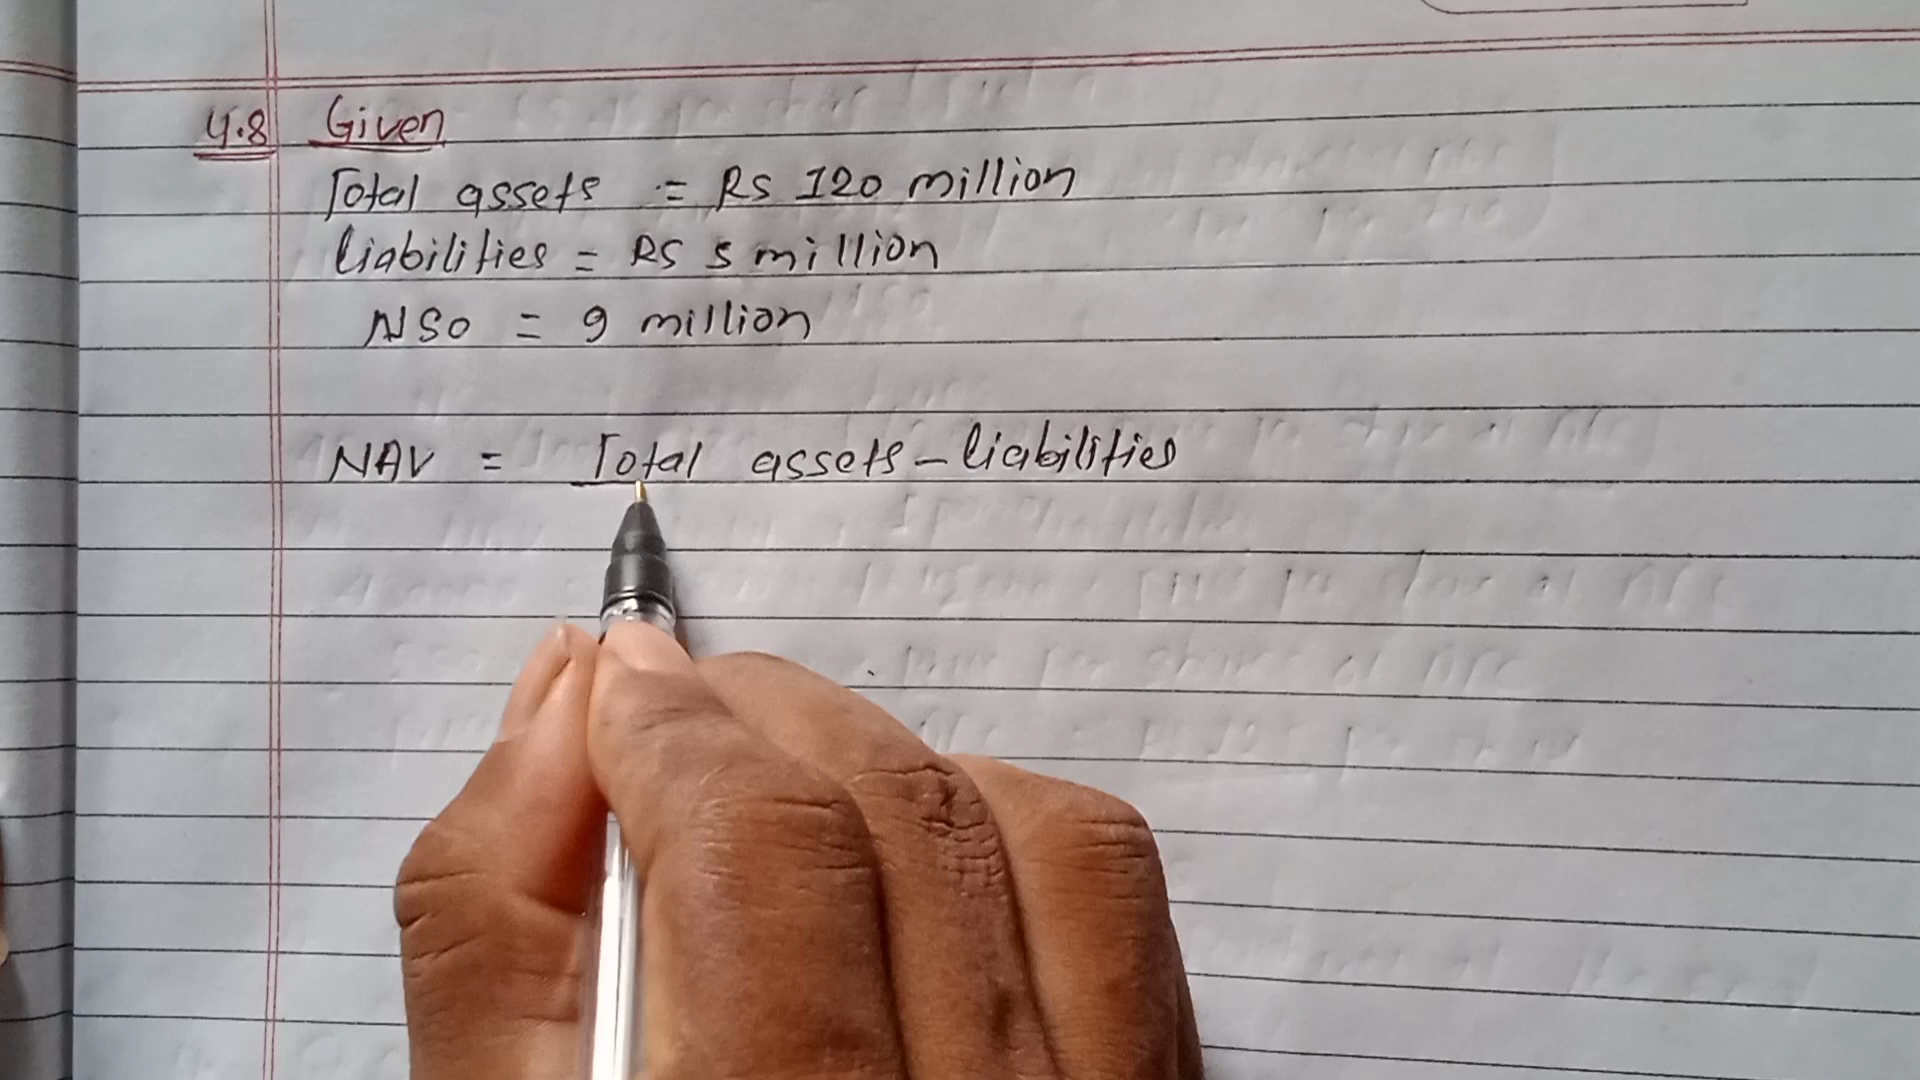 4.8 Given
Total assets = Rs 120 million
liabilities = RS 5 million
NSO = 9 million
NAV = Total assets - liabilities